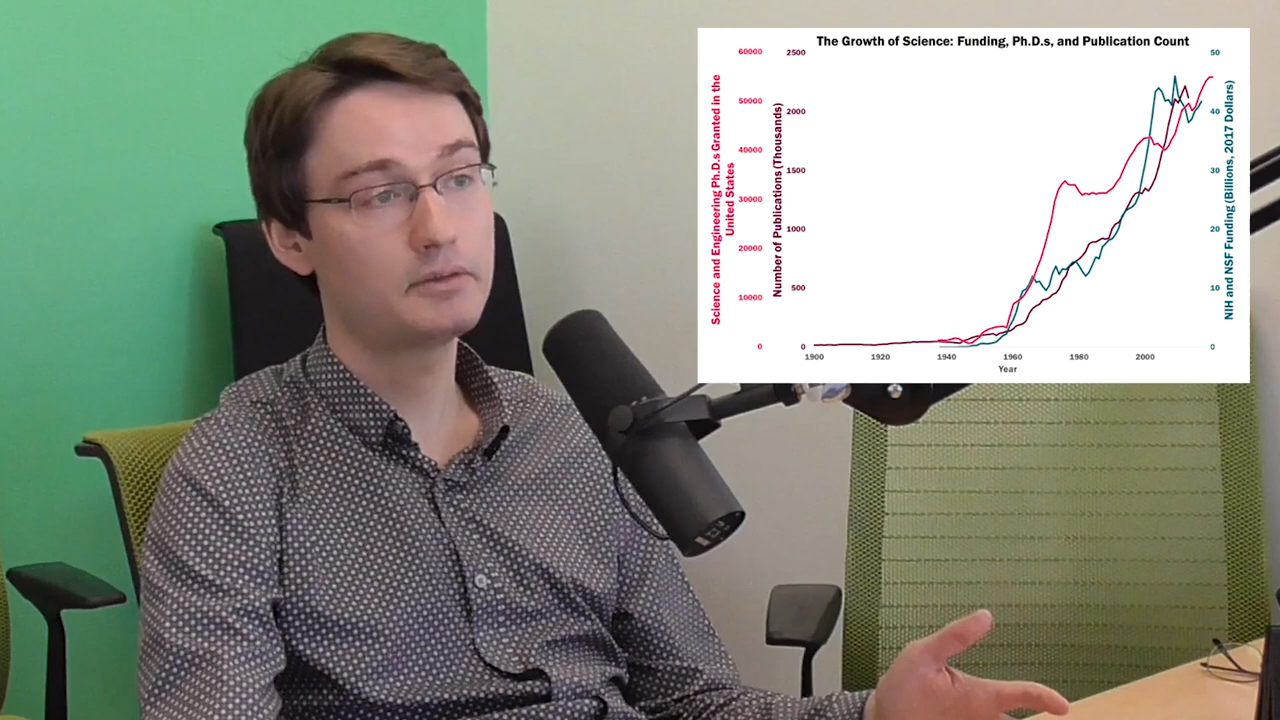 The Growth of Science: Funding, Ph.D.s, and Publication Count
Science and Engineering Ph.D.s Granted in the
United States
60000
50000
40000
30000
20000
10000
0
Number of Publications (Thousands)
2500
2000
1500
1000
500
0
50
40
30
20
10
0
NIH and NSF Funding (Billions, 2017 Dollars)
1900 1920 1940 1960 1980 2000
Year